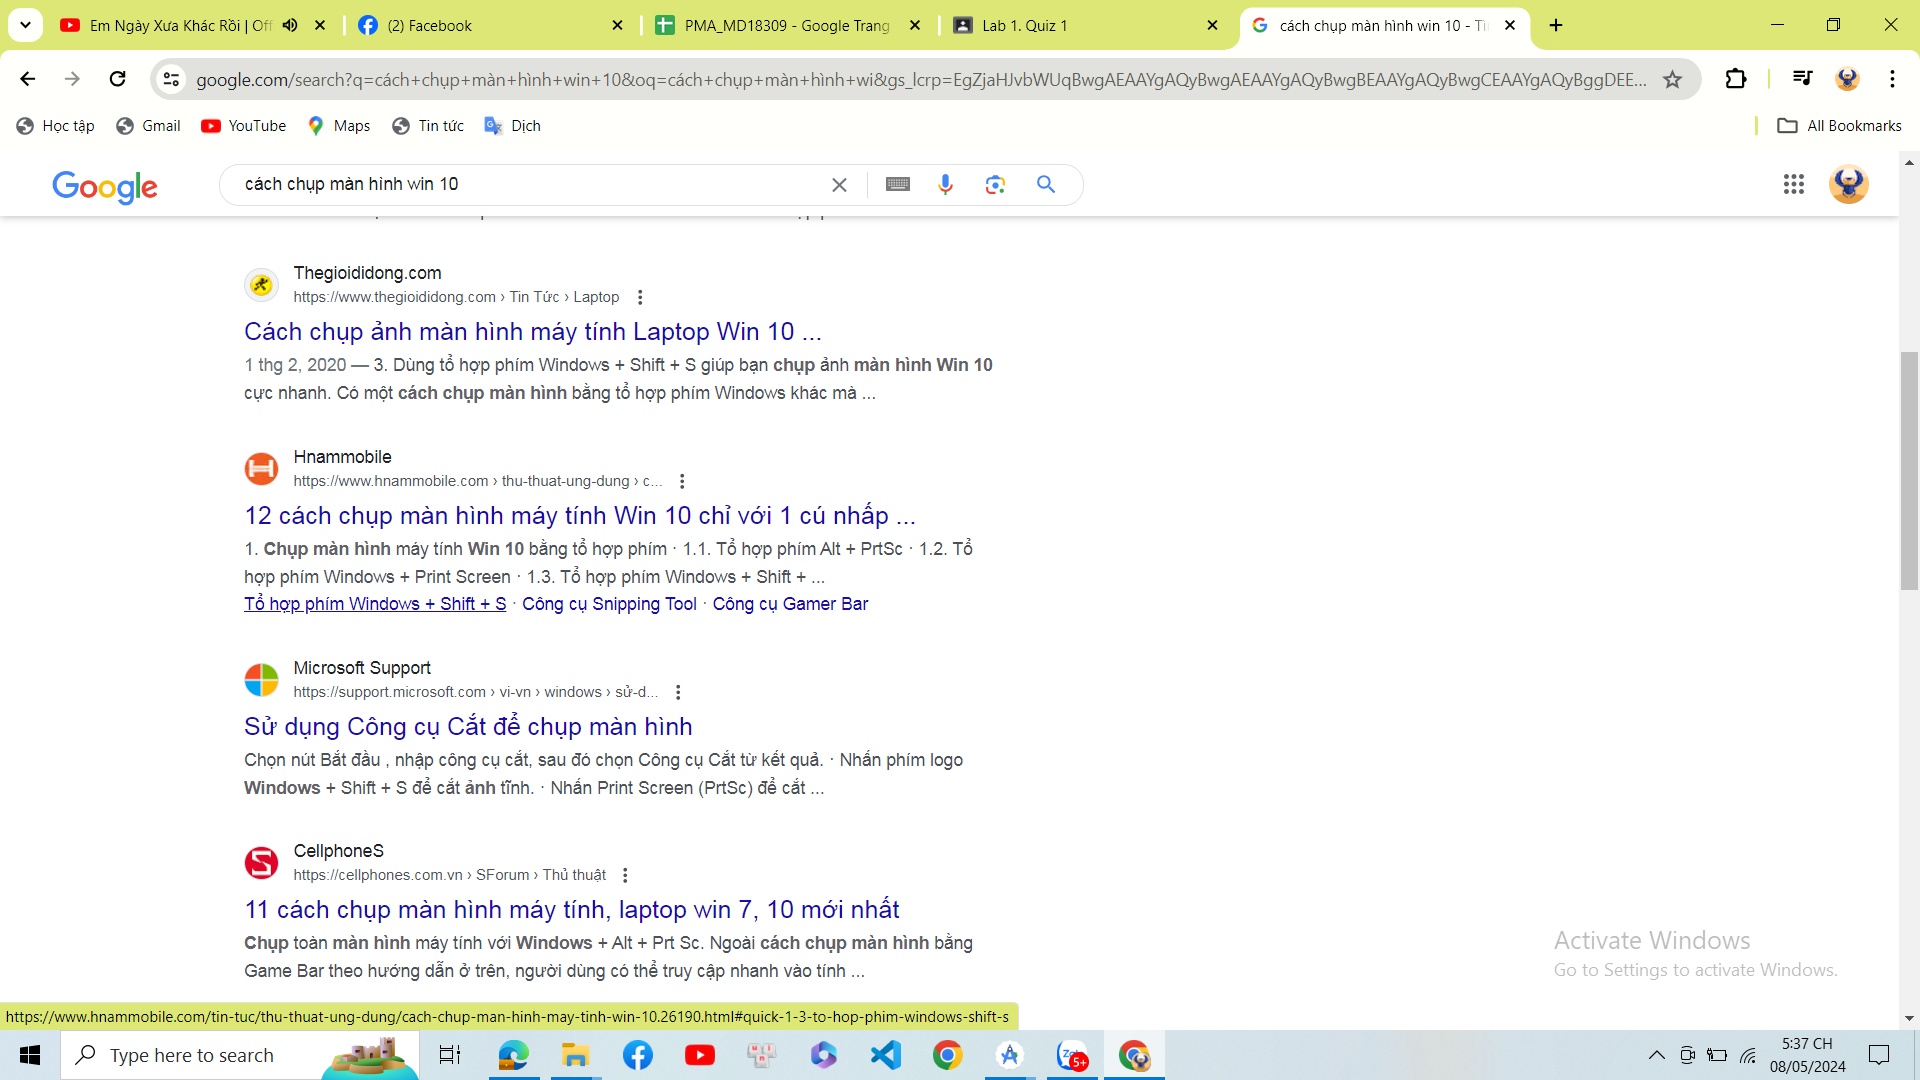 Em Ngày Xưa Khác Rồi | Off
(2) Facebook
PMA_MD18309 - Google Trang
Lab 1. Quiz 1
cách chụp màn hình win 10 - Tì
google.com/search?q=cách+chụp+màn+hình+win+10&oq=cách+chụp+màn+hình+wi&gs_lcrp=EgZjaHJvbWUqBwgAEAAYgAQyBwgAEAAYgAQyBwgBEAAYgAQyBwgCEAAYgAQyBggDEE...
Học tập
Gmail
YouTube
Maps
Tin tức
Dịch
All Bookmarks
Google
cách chụp màn hình win 10
Thegioididong.com
https://www.thegioididong.com › Tin Tức › Laptop
Cách chụp ảnh màn hình máy tính Laptop Win 10 ...
1 thg 2, 2020 — 3. Dùng tổ hợp phím Windows + Shift + S giúp bạn chụp ảnh màn hình Win 10
cực nhanh. Có một cách chụp màn hình bằng tổ hợp phím Windows khác mà ...
Hnammobile
https://www.hnammobile.com › thu-thuat-ung-dung › c...
12 cách chụp màn hình máy tính Win 10 chỉ với 1 cú nhấp ...
1. Chụp màn hình máy tính Win 10 bằng tổ hợp phím · 1.1. Tổ hợp phím Alt + PrtSc · 1.2. Tổ
hợp phím Windows + Print Screen · 1.3. Tổ hợp phím Windows + Shift + ...
Tổ hợp phím Windows + Shift + S · Công cụ Snipping Tool · Công cụ Gamer Bar
Microsoft Support
https://support.microsoft.com › vi-vn › windows › sử-d...
Sử dụng Công cụ Cắt để chụp màn hình
Chọn nút Bắt đầu , nhập công cụ cắt, sau đó chọn Công cụ Cắt từ kết quả. · Nhấn phím logo
Windows + Shift + S để cắt ảnh tĩnh. · Nhấn Print Screen (PrtSc) để cắt ...
CellphoneS
https://cellphones.com.vn › SForum › Thủ thuật
11 cách chụp màn hình máy tính, laptop win 7, 10 mới nhất
Chụp toàn màn hình máy tính với Windows + Alt + Prt Sc. Ngoài cách chụp màn hình bằng
Game Bar theo hướng dẫn ở trên, người dùng có thể truy cập nhanh vào tính ...
Activate Windows
Go to Settings to activate Windows.
https://www.hnammobile.com/tin-tuc/thu-thuat-ung-dung/cach-chup-man-hinh-may-tinh-win-10.26190.html#quick-1-3-to-hop-phim-windows-shift-s
Type here to search
5+
5:37 CH
08/05/2024